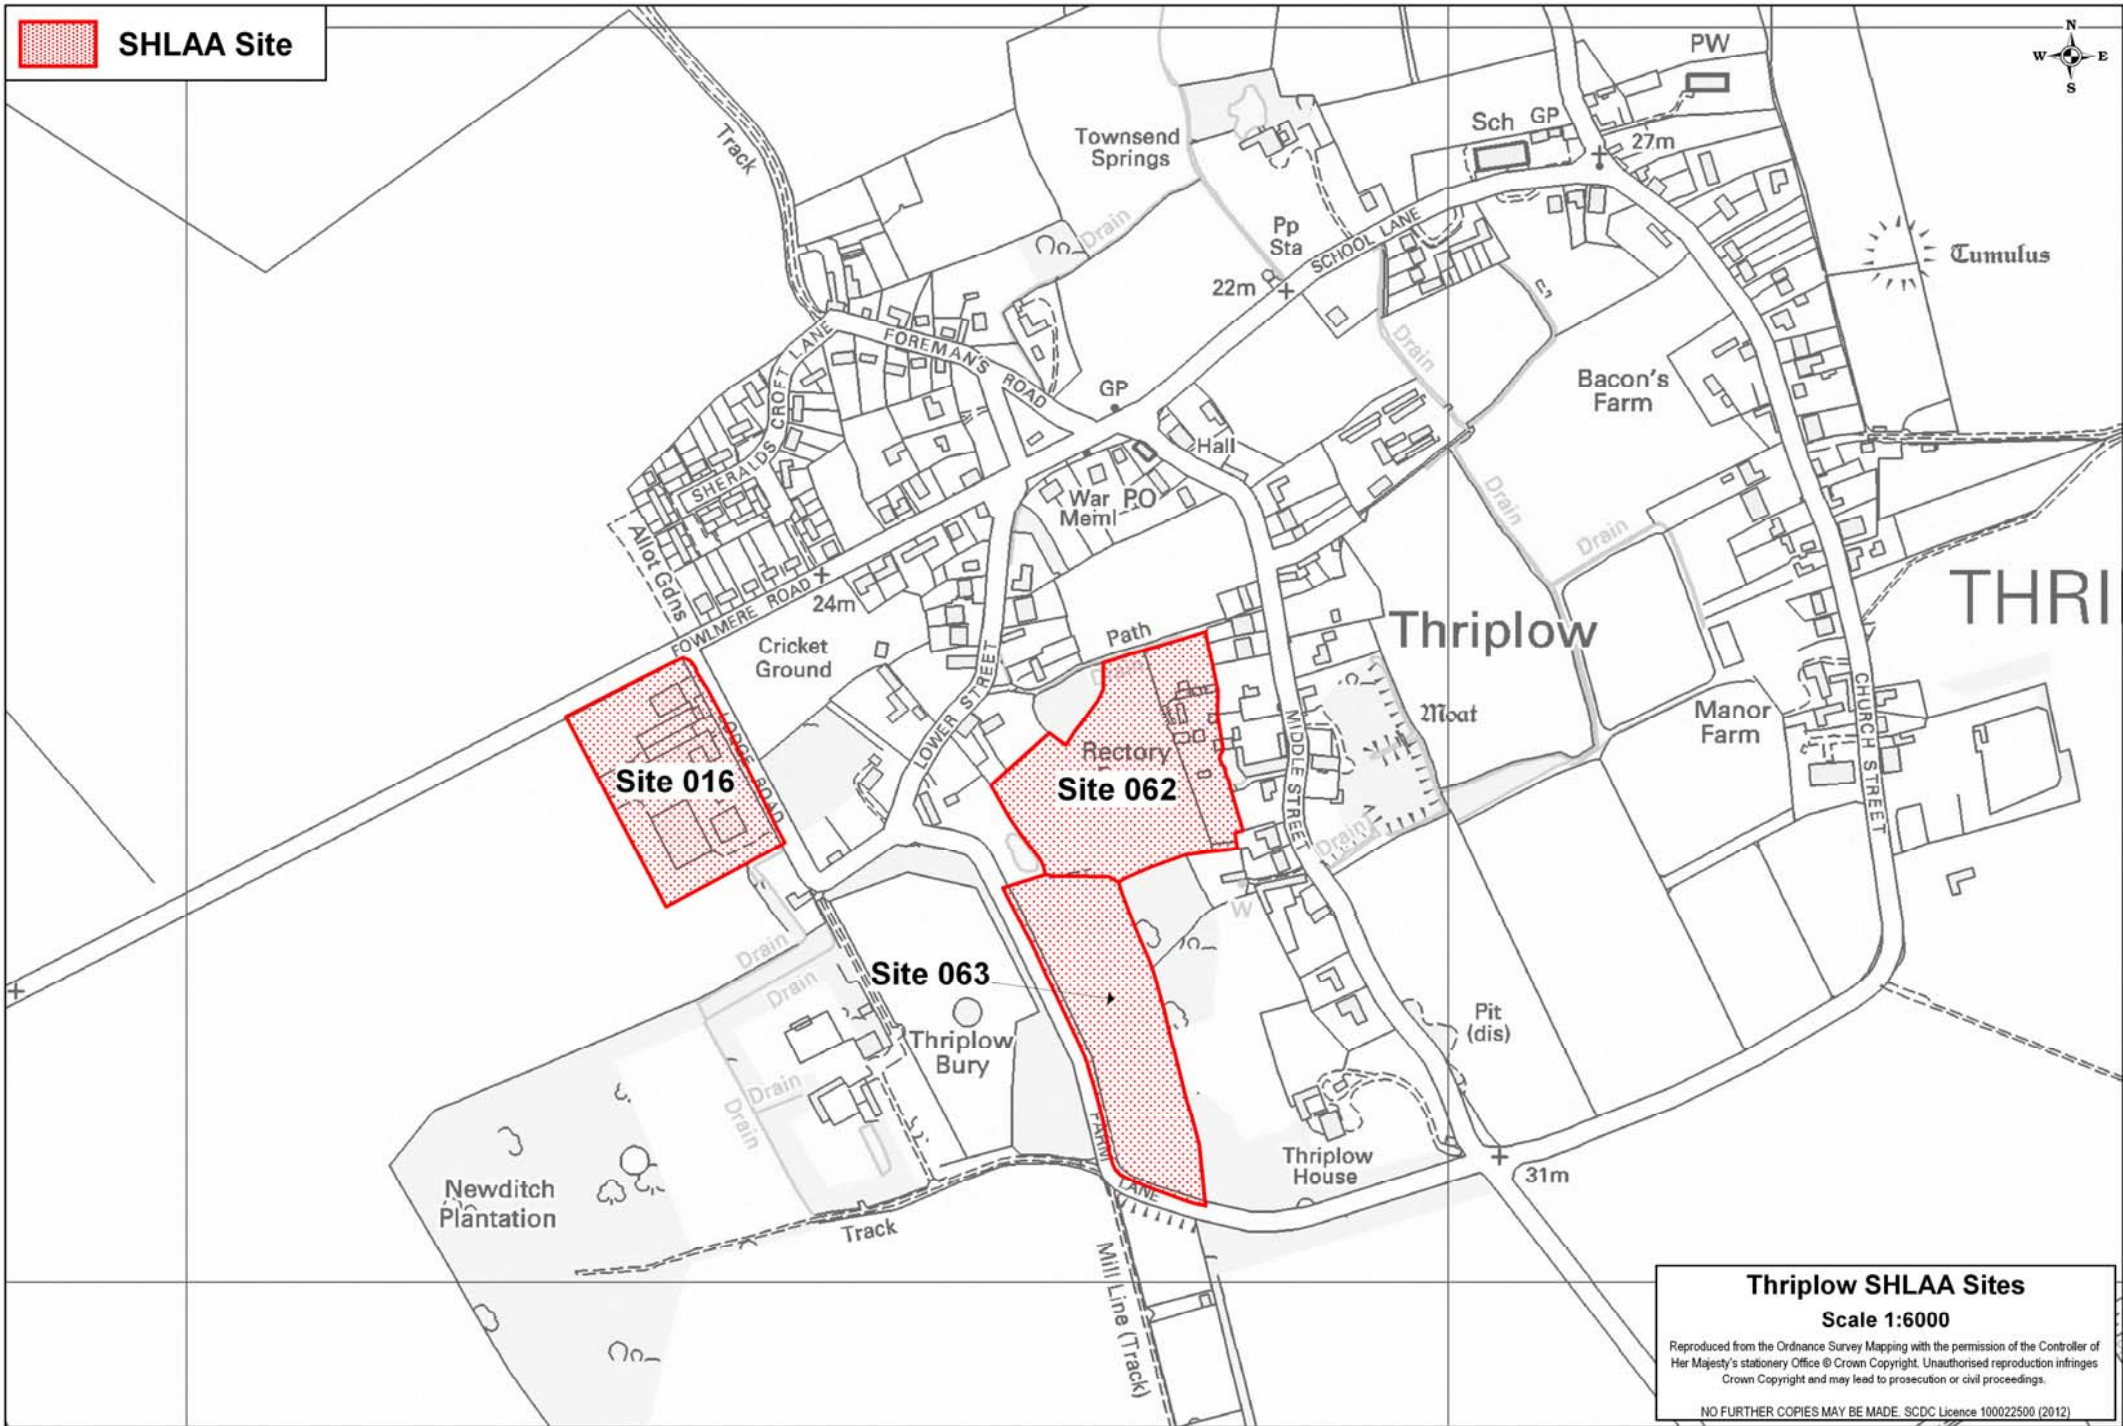 SHLAA Site
N
W E
S
PW
Track
Townsend
Springs
Sch GP
27m
Drain
Pp
Sta
SCHOOL LANE
22m
Tumulus
SHERALDS CROFT LANE
FOREMAN'S ROAD
Drain
GP
Bacon's
Farm
Hall
War
Meml
PO
Drain
Drain
Allot Gdns
FOWLMERE ROAD
24m
Cricket
Ground
Path
Thriplow
THRI
LOWER STREET
LODGE ROAD
Rectory
MIDDLE STREET
Moat
Manor
Farm
CHURCH STREET
Site 016
Site 062
Drain
W
Drain
Drain
Site 063
Thriplow
Bury
Pit
(dis)
Drain
Drain
FARM LANE
Thriplow
House
31m
Newditch
Plantation
Track
Mill Line (Track)
Thriplow SHLAA Sites
Scale 1:6000
Reproduced from the Ordnance Survey Mapping with the permission of the Controller of
Her Majesty's stationery Office © Crown Copyright. Unauthorised reproduction infringes
Crown Copyright and may lead to prosecution or civil proceedings.
NO FURTHER COPIES MAY BE MADE. SCDC Licence 100022500 (2012)